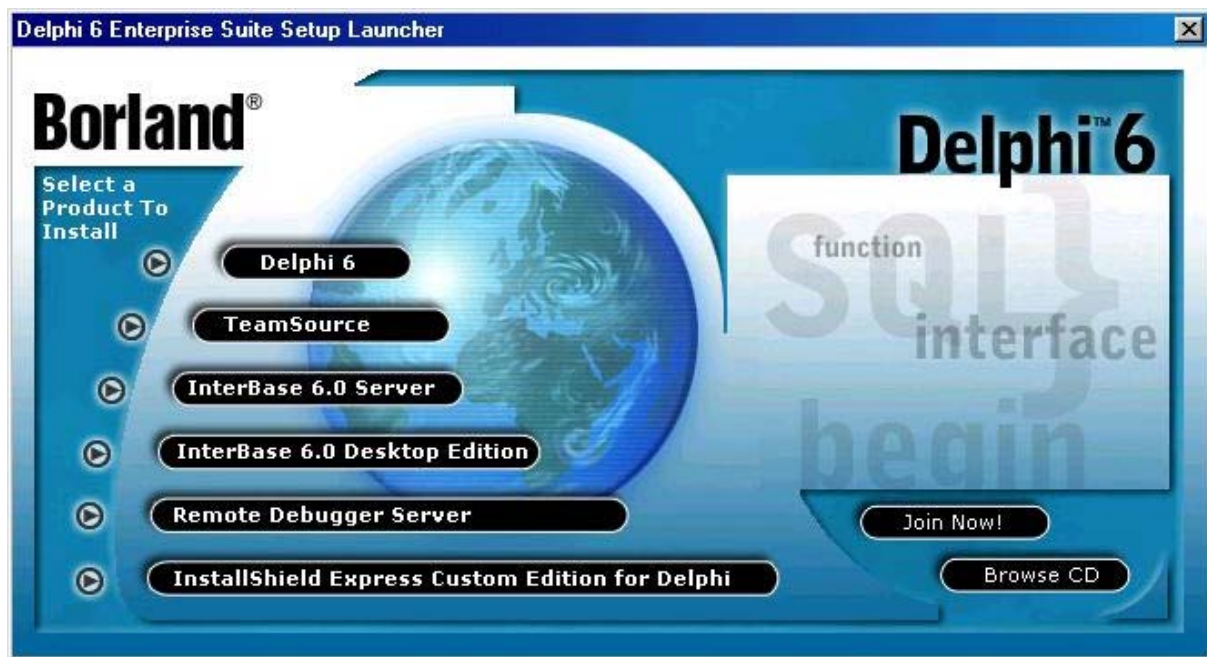 Delphi 6 Enterprise Suite Setup Launcher
Borland®
Delphi™ 6
Select a
Product To
Install
Delphi 6
TeamSource
InterBase 6.0 Server
InterBase 6.0 Desktop Edition
Remote Debugger Server
InstallShield Express Custom Edition for Delphi
SQL}
function
interface
begin
Join Now!
Browse CD